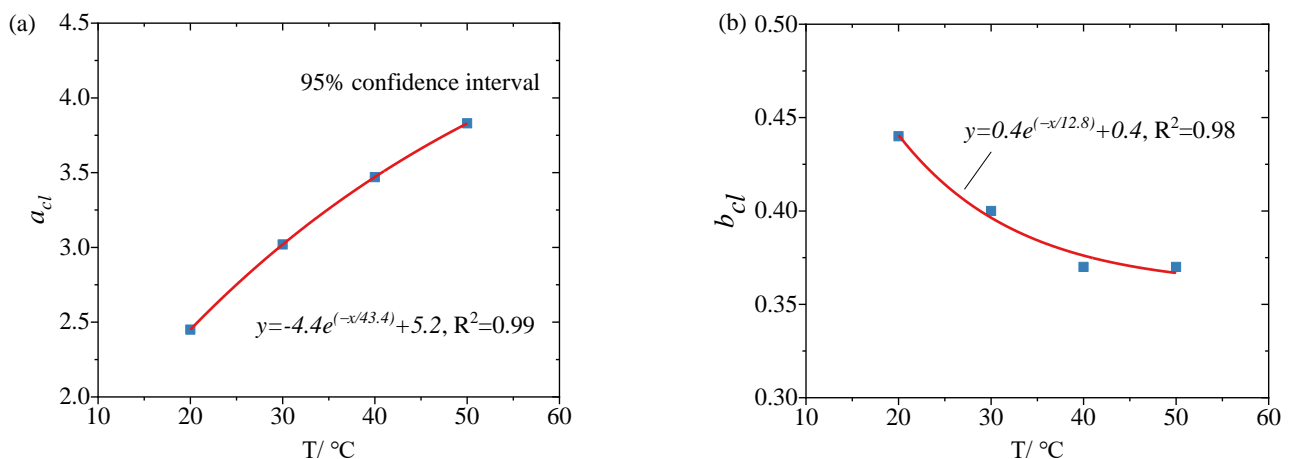 (a)
4.5
4.0
3.5
3.0
2.5
2.0
a_cl
95% confidence interval
y=-4.4e^(−x/43.4)+5.2, R²=0.99
10 20 30 40 50 60
T/ °C
(b)
0.50
0.45
0.40
0.35
0.30
b_cl
y=0.4e^(−x/12.8)+0.4, R²=0.98
10 20 30 40 50 60
T/ °C